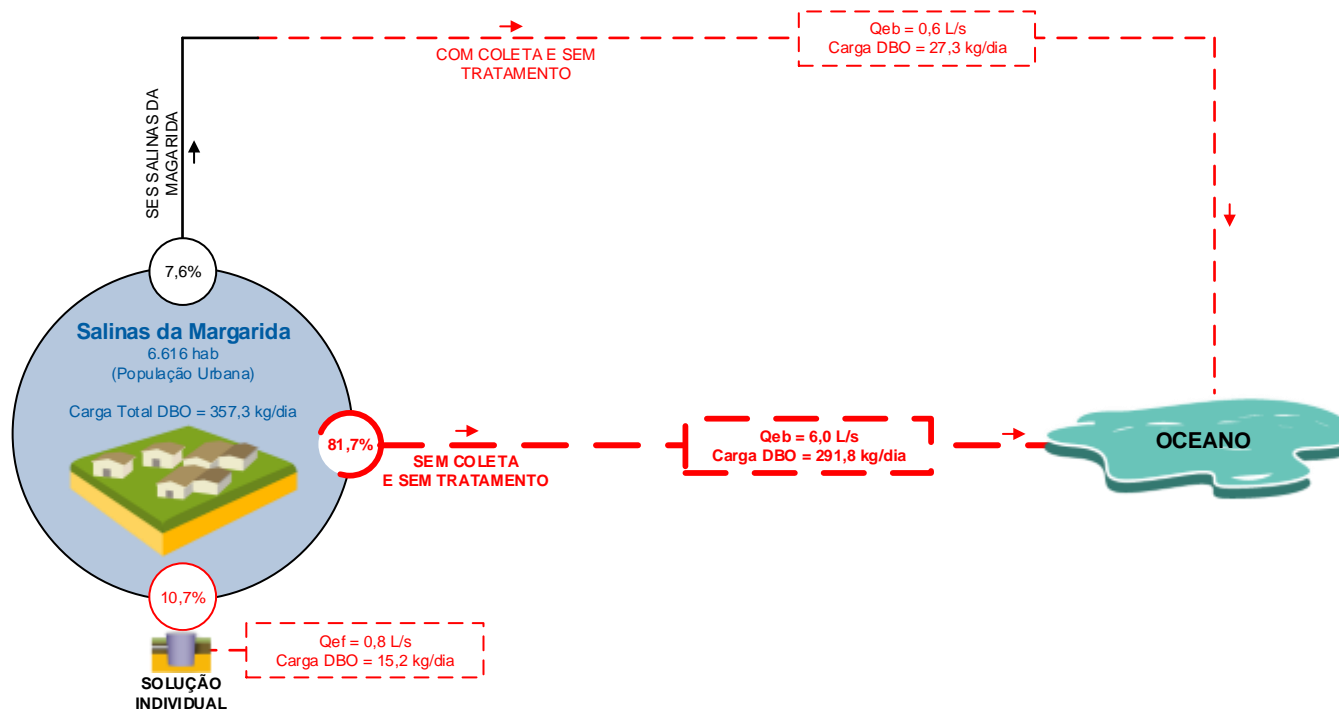 Qeb = 0,6 L/s
Carga DBO = 27,3 kg/dia
COM COLETA E SEM
TRATAMENTO
SES SALINAS DA
MAGARIDA
7,6%
Salinas da Margarida
6.616 hab
(População Urbana)
Carga Total DBO = 357,3 kg/dia
81,7%
SEM COLETA
E SEM TRATAMENTO
Qeb = 6,0 L/s
Carga DBO = 291,8 kg/dia
OCEANO
10,7%
Qef = 0,8 L/s
Carga DBO = 15,2 kg/dia
SOLUÇÃO
INDIVIDUAL